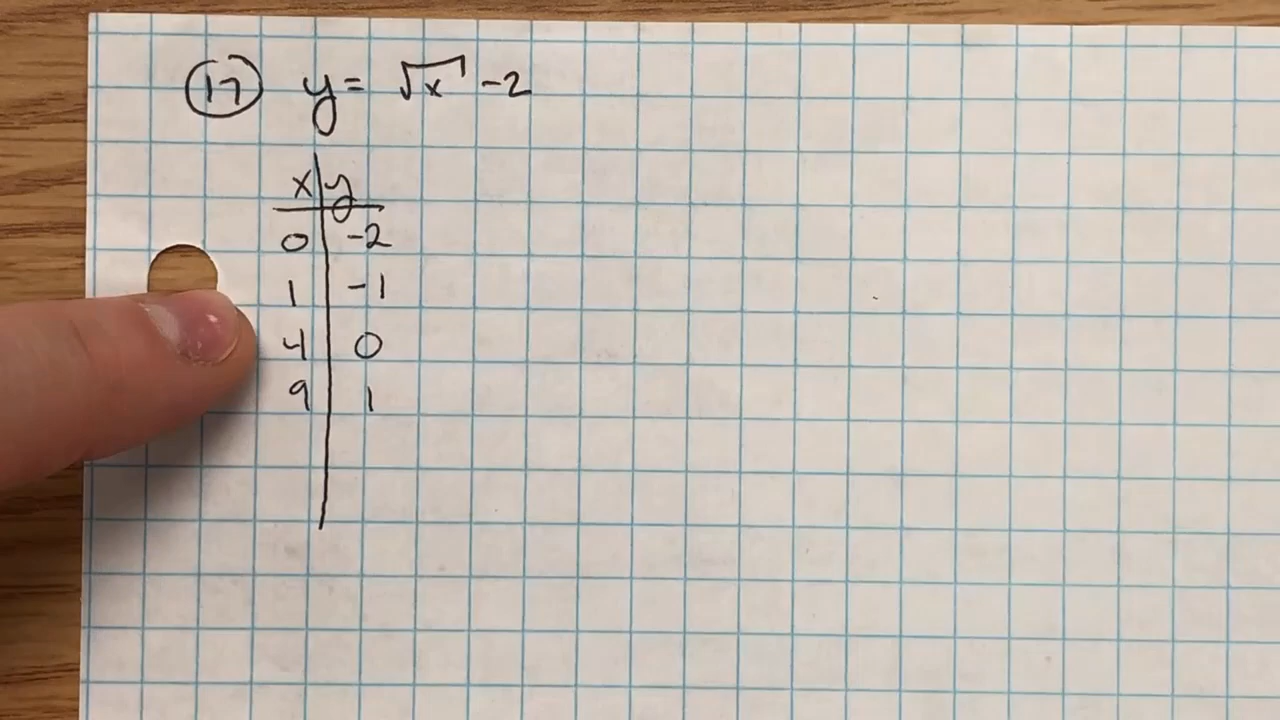 (17) y = √x - 2
x y
0 -2
1 -1
4 0
9 1